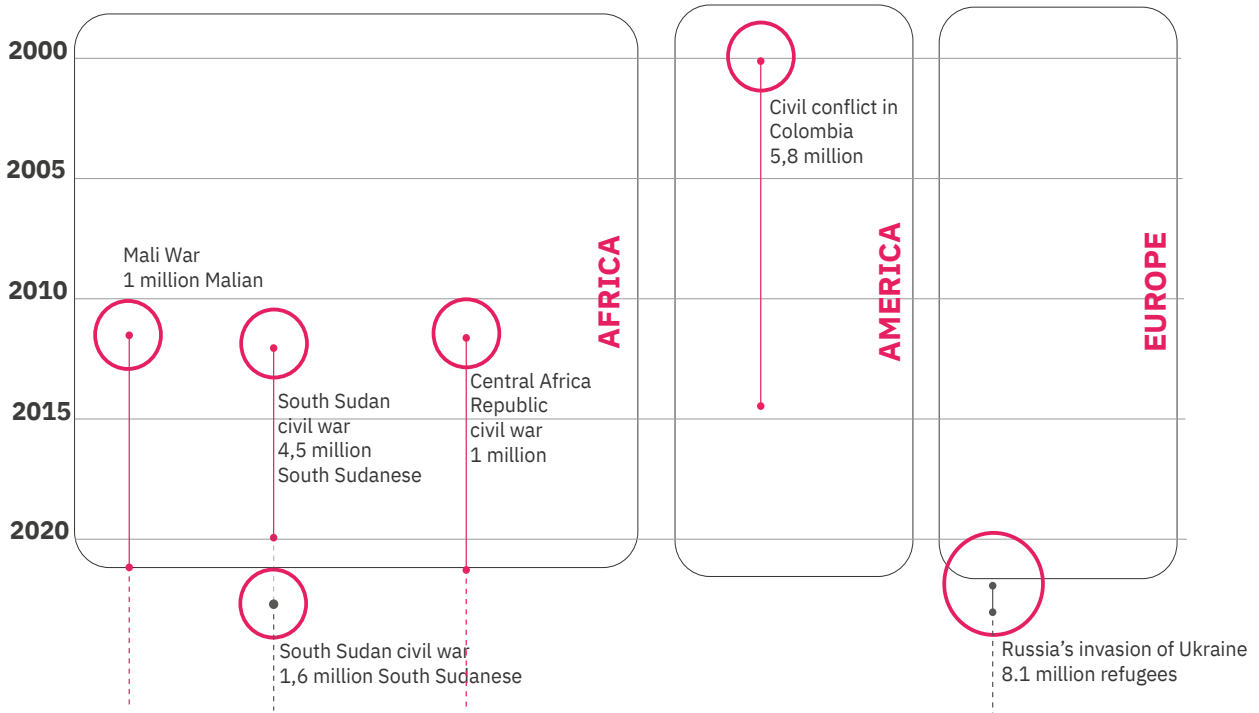 2000
2005
2010
2015
2020
Mali War
1 million Malian
South Sudan
civil war
4,5 million
South Sudanese
Central Africa
Republic
civil war
1 million
South Sudan civil war
1,6 million South Sudanese
AFRICA
Civil conflict in
Colombia
5,8 million
AMERICA
EUROPE
Russia’s invasion of Ukraine
8.1 million refugees